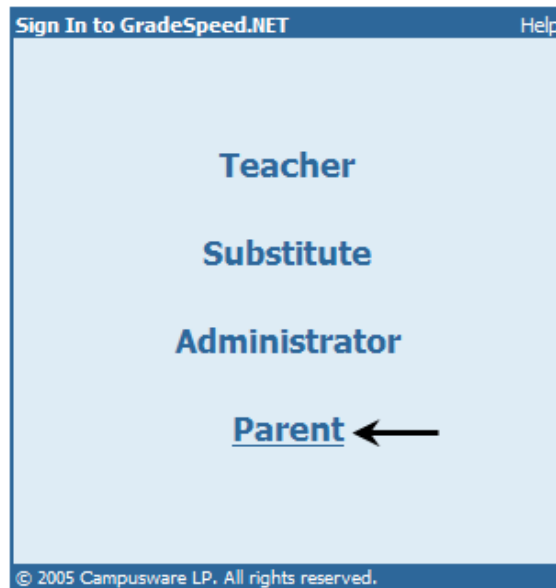 Sign In to GradeSpeed.NET Help
Teacher
Substitute
Administrator
Parent
© 2005 Campusware LP. All rights reserved.